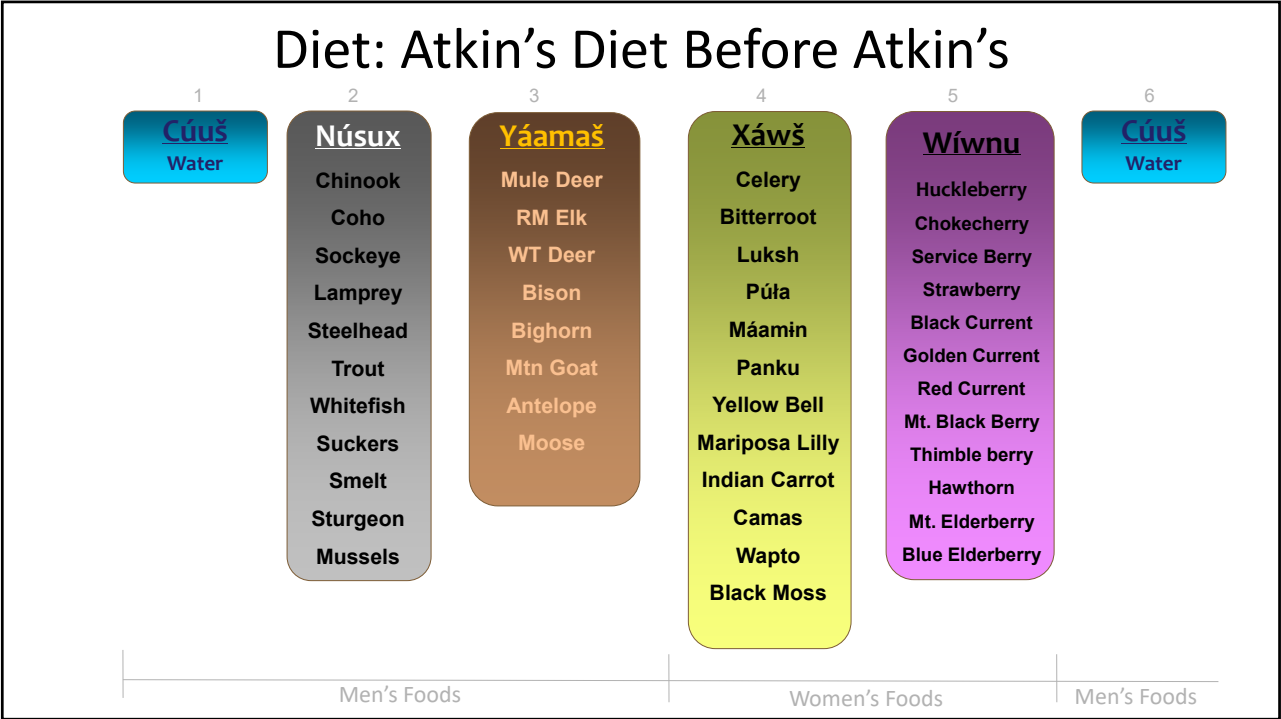 Diet: Atkin’s Diet Before Atkin’s
1
Cúuš
Water
2
Núsux
Chinook
Coho
Sockeye
Lamprey
Steelhead
Trout
Whitefish
Suckers
Smelt
Sturgeon
Mussels
3
Yáamaš
Mule Deer
RM Elk
WT Deer
Bison
Bighorn
Mtn Goat
Antelope
Moose
4
Xáwš
Celery
Bitterroot
Luksh
Púła
Máamɨn
Panku
Yellow Bell
Mariposa Lilly
Indian Carrot
Camas
Wapto
Black Moss
5
Wíwnu
Huckleberry
Chokecherry
Service Berry
Strawberry
Black Current
Golden Current
Red Current
Mt. Black Berry
Thimble berry
Hawthorn
Mt. Elderberry
Blue Elderberry
6
Cúuš
Water
Men’s Foods
Women’s Foods
Men’s Foods